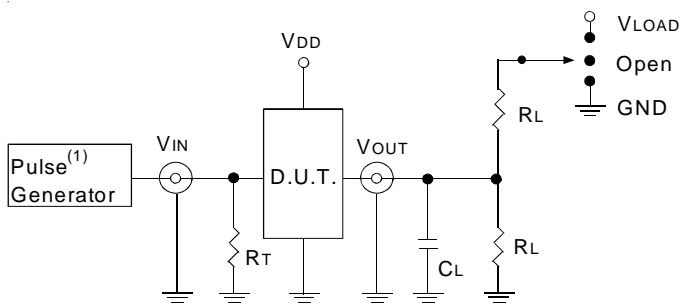 VLOAD
VDD
Open
RL
GND
VIN
VOUT
Pulse(1)
Generator
D.U.T.
RT
CL
RL